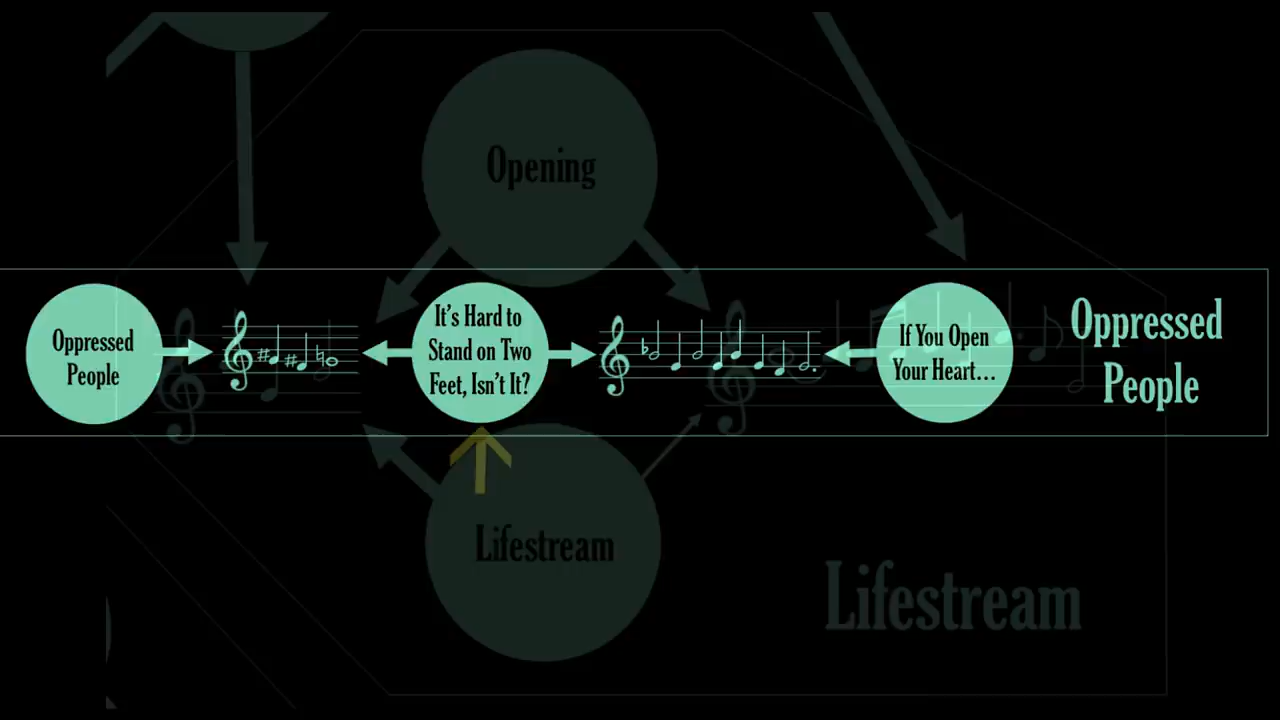 Opening
Oppressed
People
It's Hard to
Stand on Two
Feet, Isn't It?
If You Open
Your Heart...
Oppressed
People
Lifestream
Lifestream